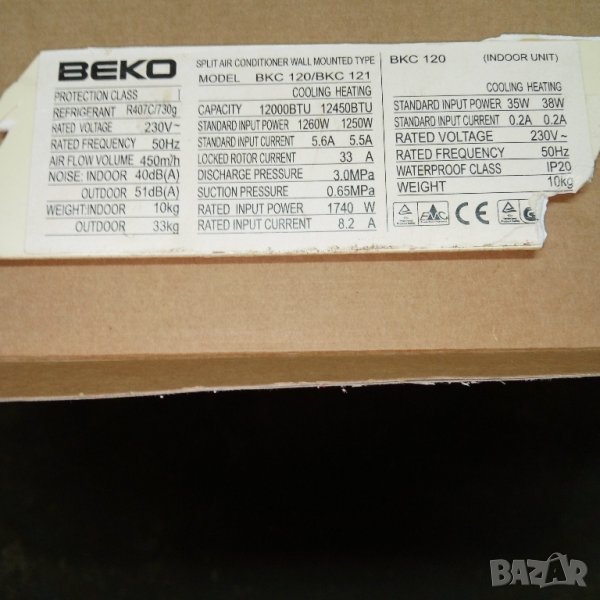 BEKO
PROTECTION CLASS I
REFRIGERANT R407C/730g
RATED VOLTAGE 230V~
RATED FREQUENCY 50Hz
AIR FLOW VOLUME 450m/h
NOISE: INDOOR 40dB(A)
OUTDOOR 51dB(A)
WEIGHT:INDOOR 10kg
OUTDOOR 33kg
SPLIT AIR CONDITIONER WALL MOUNTED TYPE
MODEL BKC 120/BKC 121
COOLING HEATING
CAPACITY 12000BTU 12450BTU
STANDARD INPUT POWER 1260W 1250W
STANDARD INPUT CURRENT 5.6A 5.5A
LOCKED ROTOR CURRENT 33 A
DISCHARGE PRESSURE 3.0MPa
SUCTION PRESSURE 0.65MPa
RATED INPUT POWER 1740 W
RATED INPUT CURRENT 8.2 A
BKC 120 (INDOOR UNIT)
COOLING HEATING
STANDARD INPUT POWER 35W 38W
STANDARD INPUT CURRENT 0.2A 0.2A
RATED VOLTAGE 230V~
RATED FREQUENCY 50Hz
WATERPROOF CLASS IP20
WEIGHT 10kg
CE
BAZAR